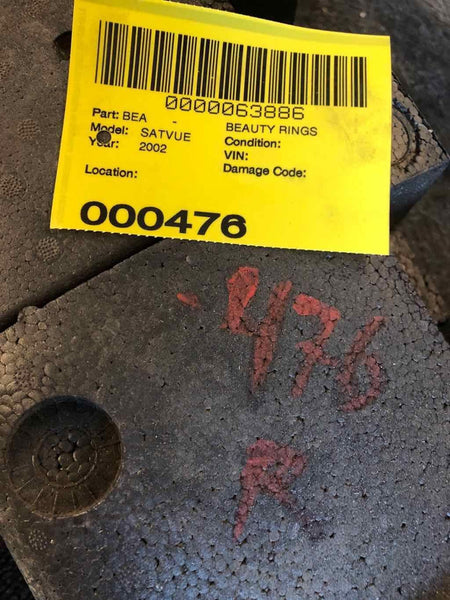 0000063886
Part: BEA - BEAUTY RINGS
Model: SATVUE Condition:
Year: 2002 VIN:
Location: Damage Code:
000476
476
R